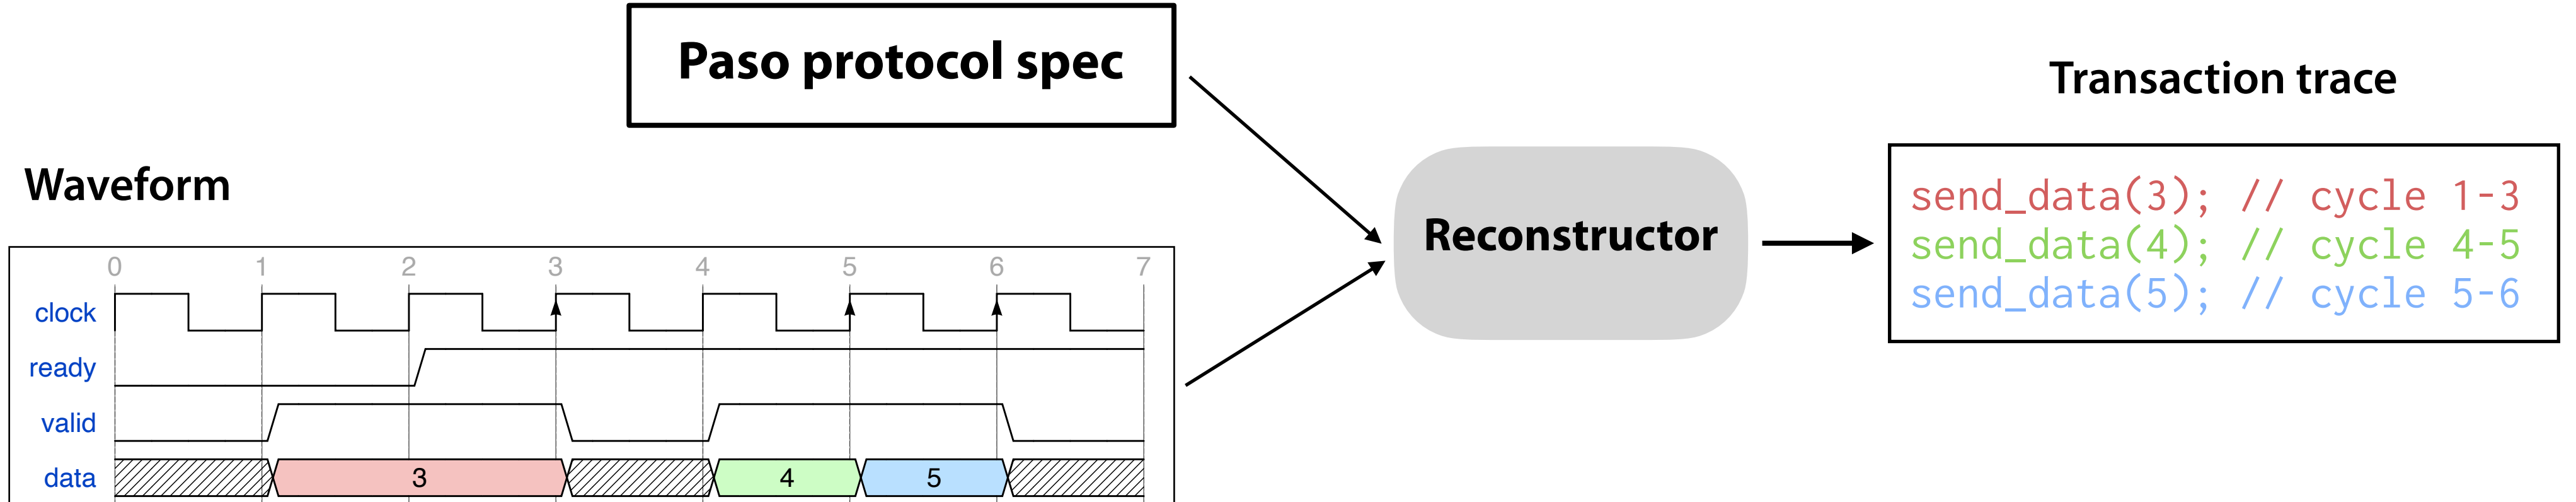 Paso protocol spec
Waveform
0 1 2 3 4 5 6 7
clock
ready
valid
data 3 4 5
Reconstructor
Transaction trace
send_data(3); // cycle 1-3
send_data(4); // cycle 4-5
send_data(5); // cycle 5-6